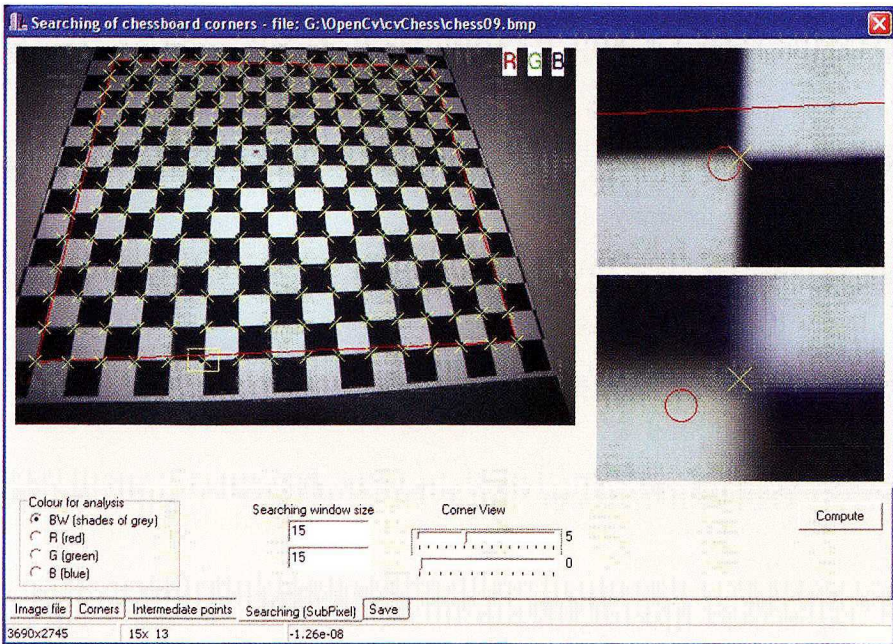 Searching of chessboard corners - file: G:\OpenCv\cvChess\chess09.bmp
R G B
Colour for analysis
BW (shades of grey)
R (red)
G (green)
B (blue)
Searching window size
15
15
Corner View
5
0
Compute
Image file Corners Intermediate points Searching (SubPixel) Save
3690x2745 15x 13 -1.26e-08